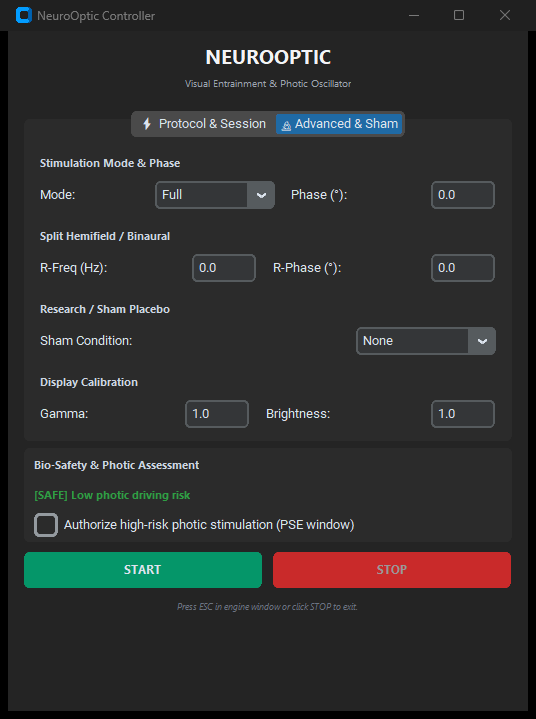 NeuroOptic Controller
NEUROOPTIC
Visual Entrainment & Photic Oscillator
Protocol & Session Advanced & Sham
Stimulation Mode & Phase
Mode: Full Phase (°): 0.0
Split Hemifield / Binaural
R-Freq (Hz): 0.0 R-Phase (°): 0.0
Research / Sham Placebo
Sham Condition: None
Display Calibration
Gamma: 1.0 Brightness: 1.0
Bio-Safety & Photic Assessment
[SAFE] Low photic driving risk
Authorize high-risk photic stimulation (PSE window)
START STOP
Press ESC in engine window or click STOP to exit.